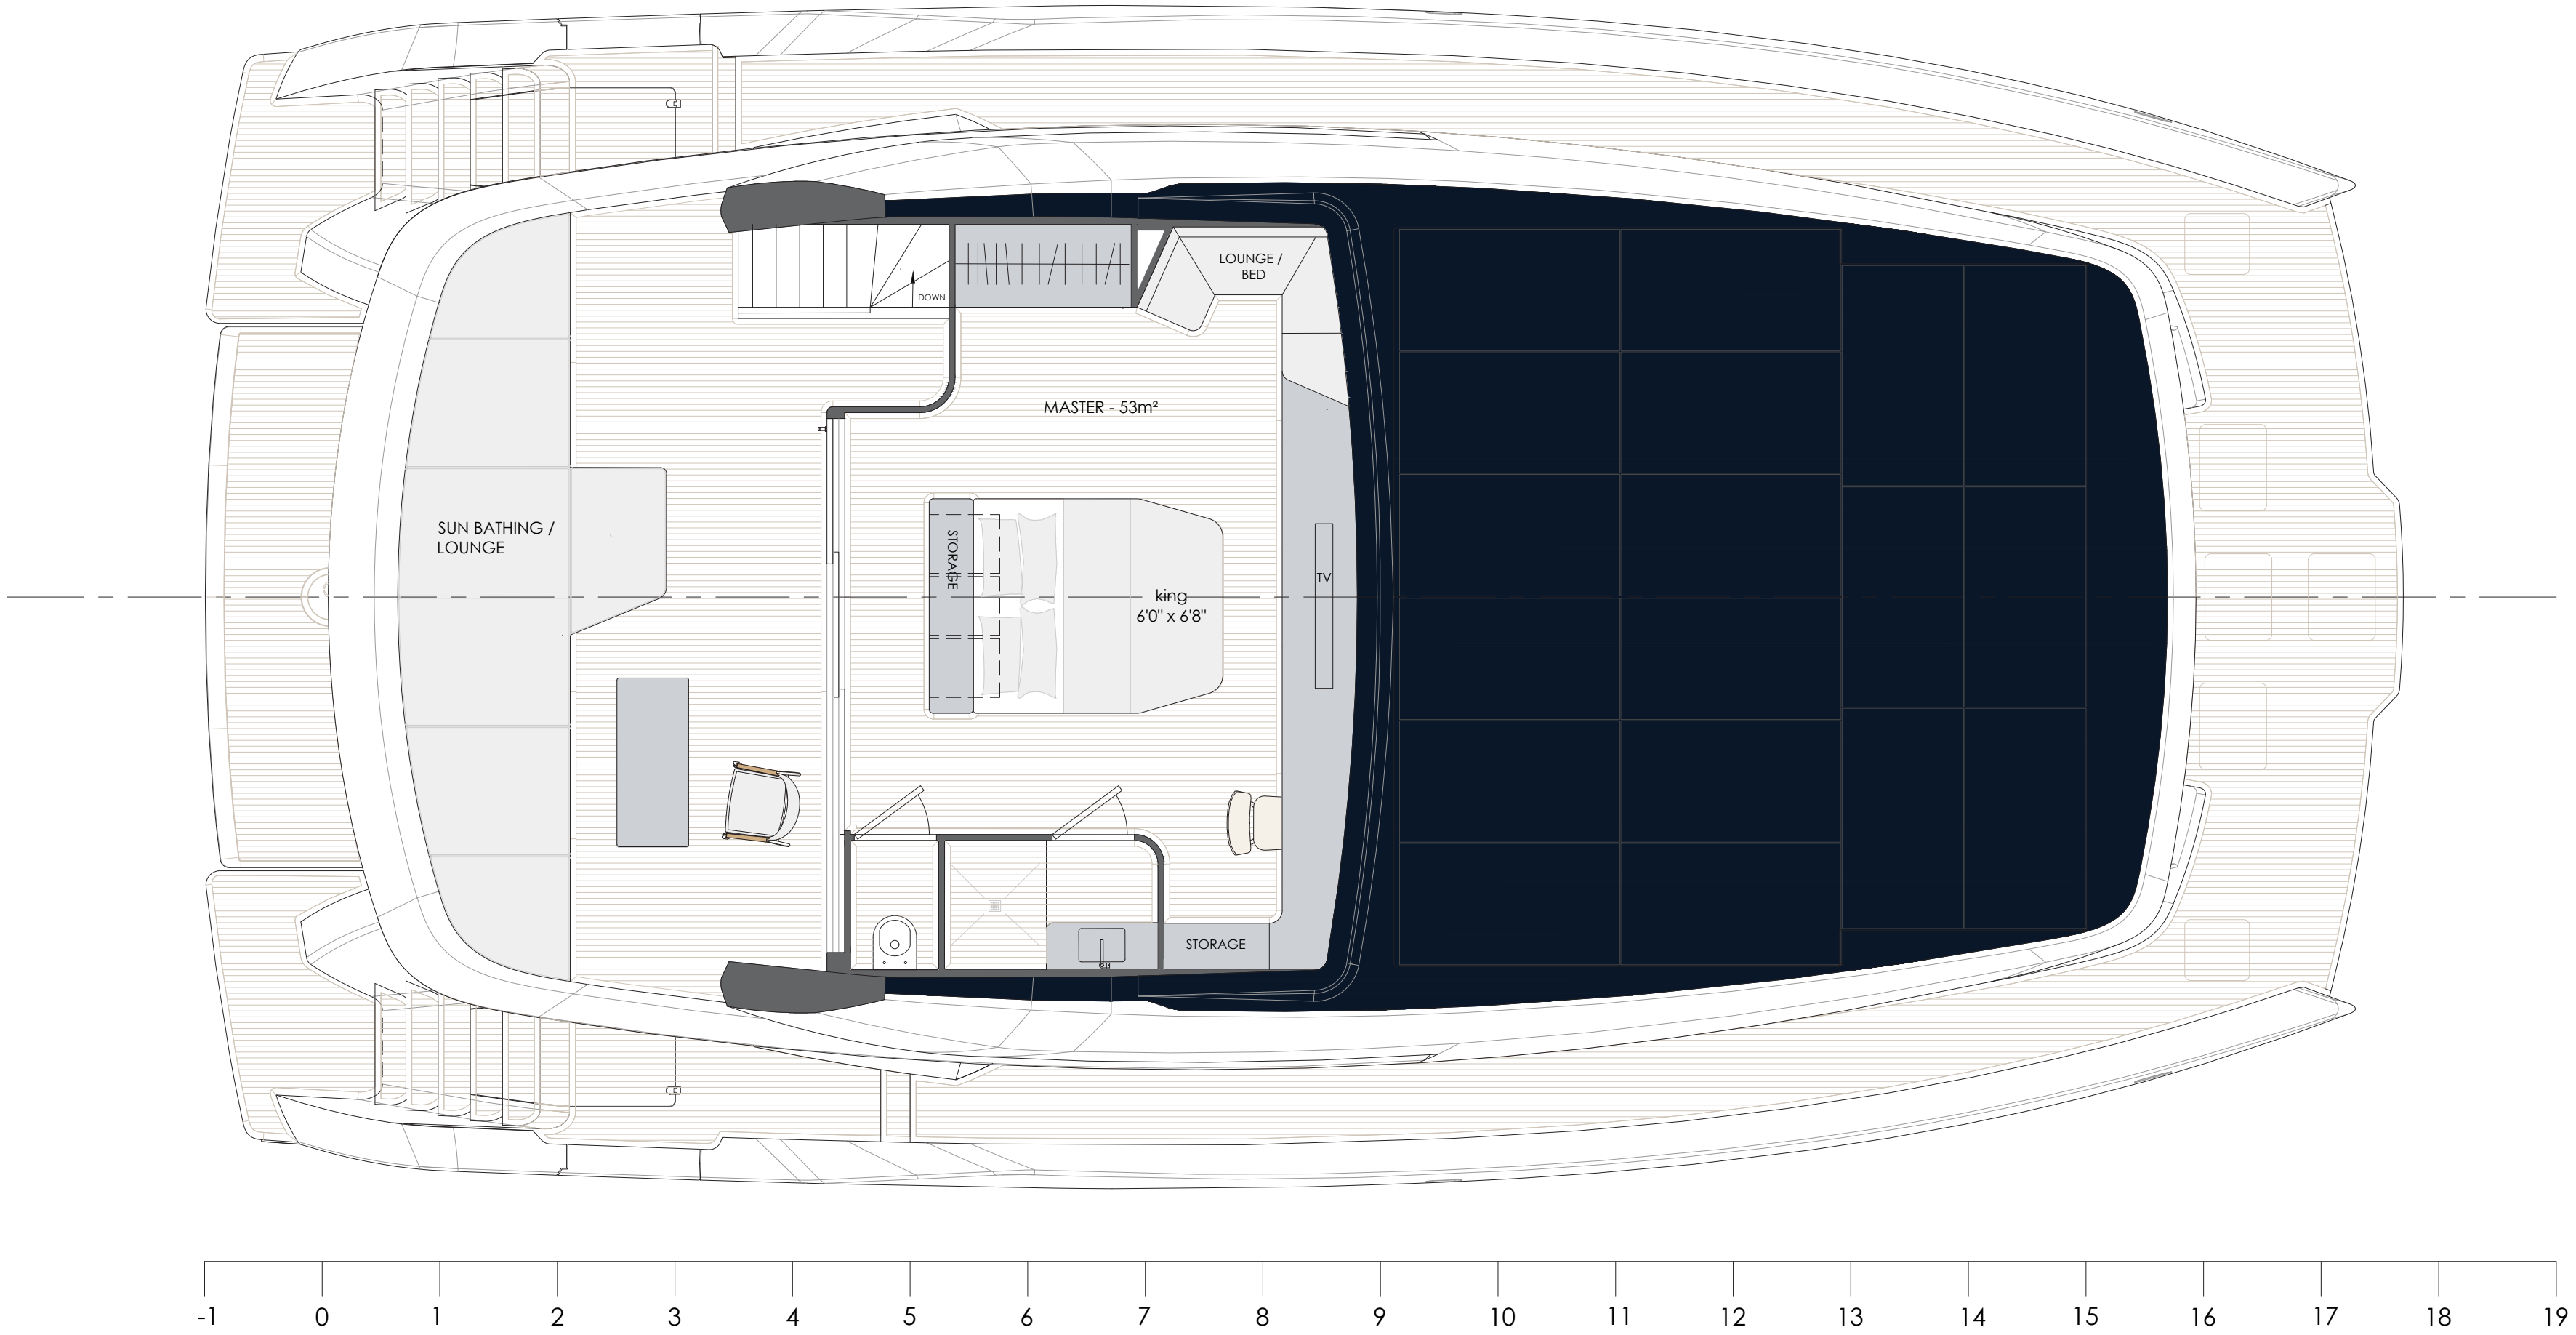 LOUNGE /
BED
DOWN
MASTER - 53m²
SUN BATHING /
LOUNGE
STORAGE
TV
king
6'0" x 6'8"
STORAGE
-1 0 1 2 3 4 5 6 7 8 9 10 11 12 13 14 15 16 17 18 19